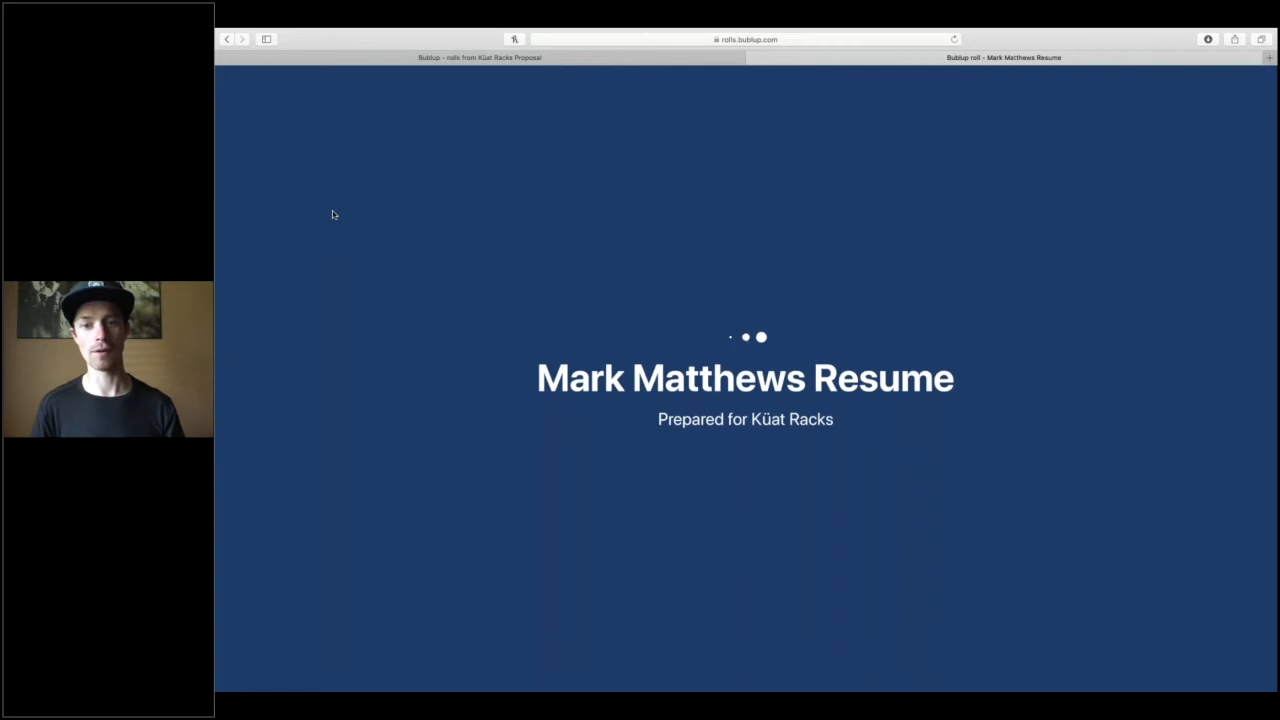 rolls.bublup.com
Bublup - rolls from Küat Racks Proposal
Bublup roll - Mark Matthews Resume
Mark Matthews Resume
Prepared for Küat Racks